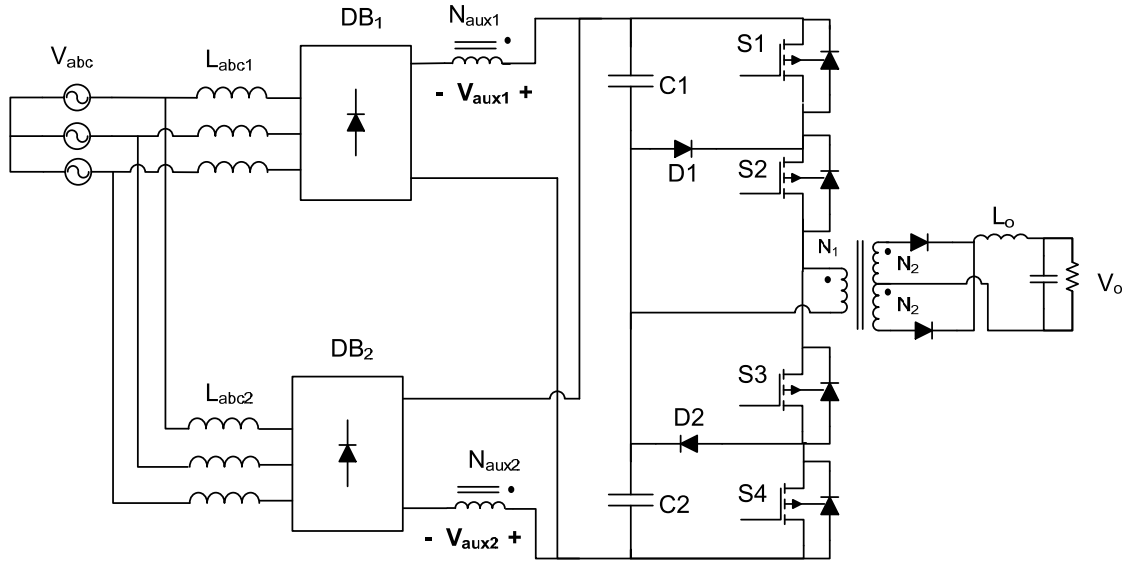 DB₁
Nₐᵤₓ₁
Vₐbc
Lₐbc1
- Vₐᵤₓ₁ +
S1
C1
D1
S2
N₁
N₂
N₂
Lₒ
Vₒ
DB₂
Lₐbc2
S3
D2
Nₐᵤₓ₂
- Vₐᵤₓ₂ +
C2
S4